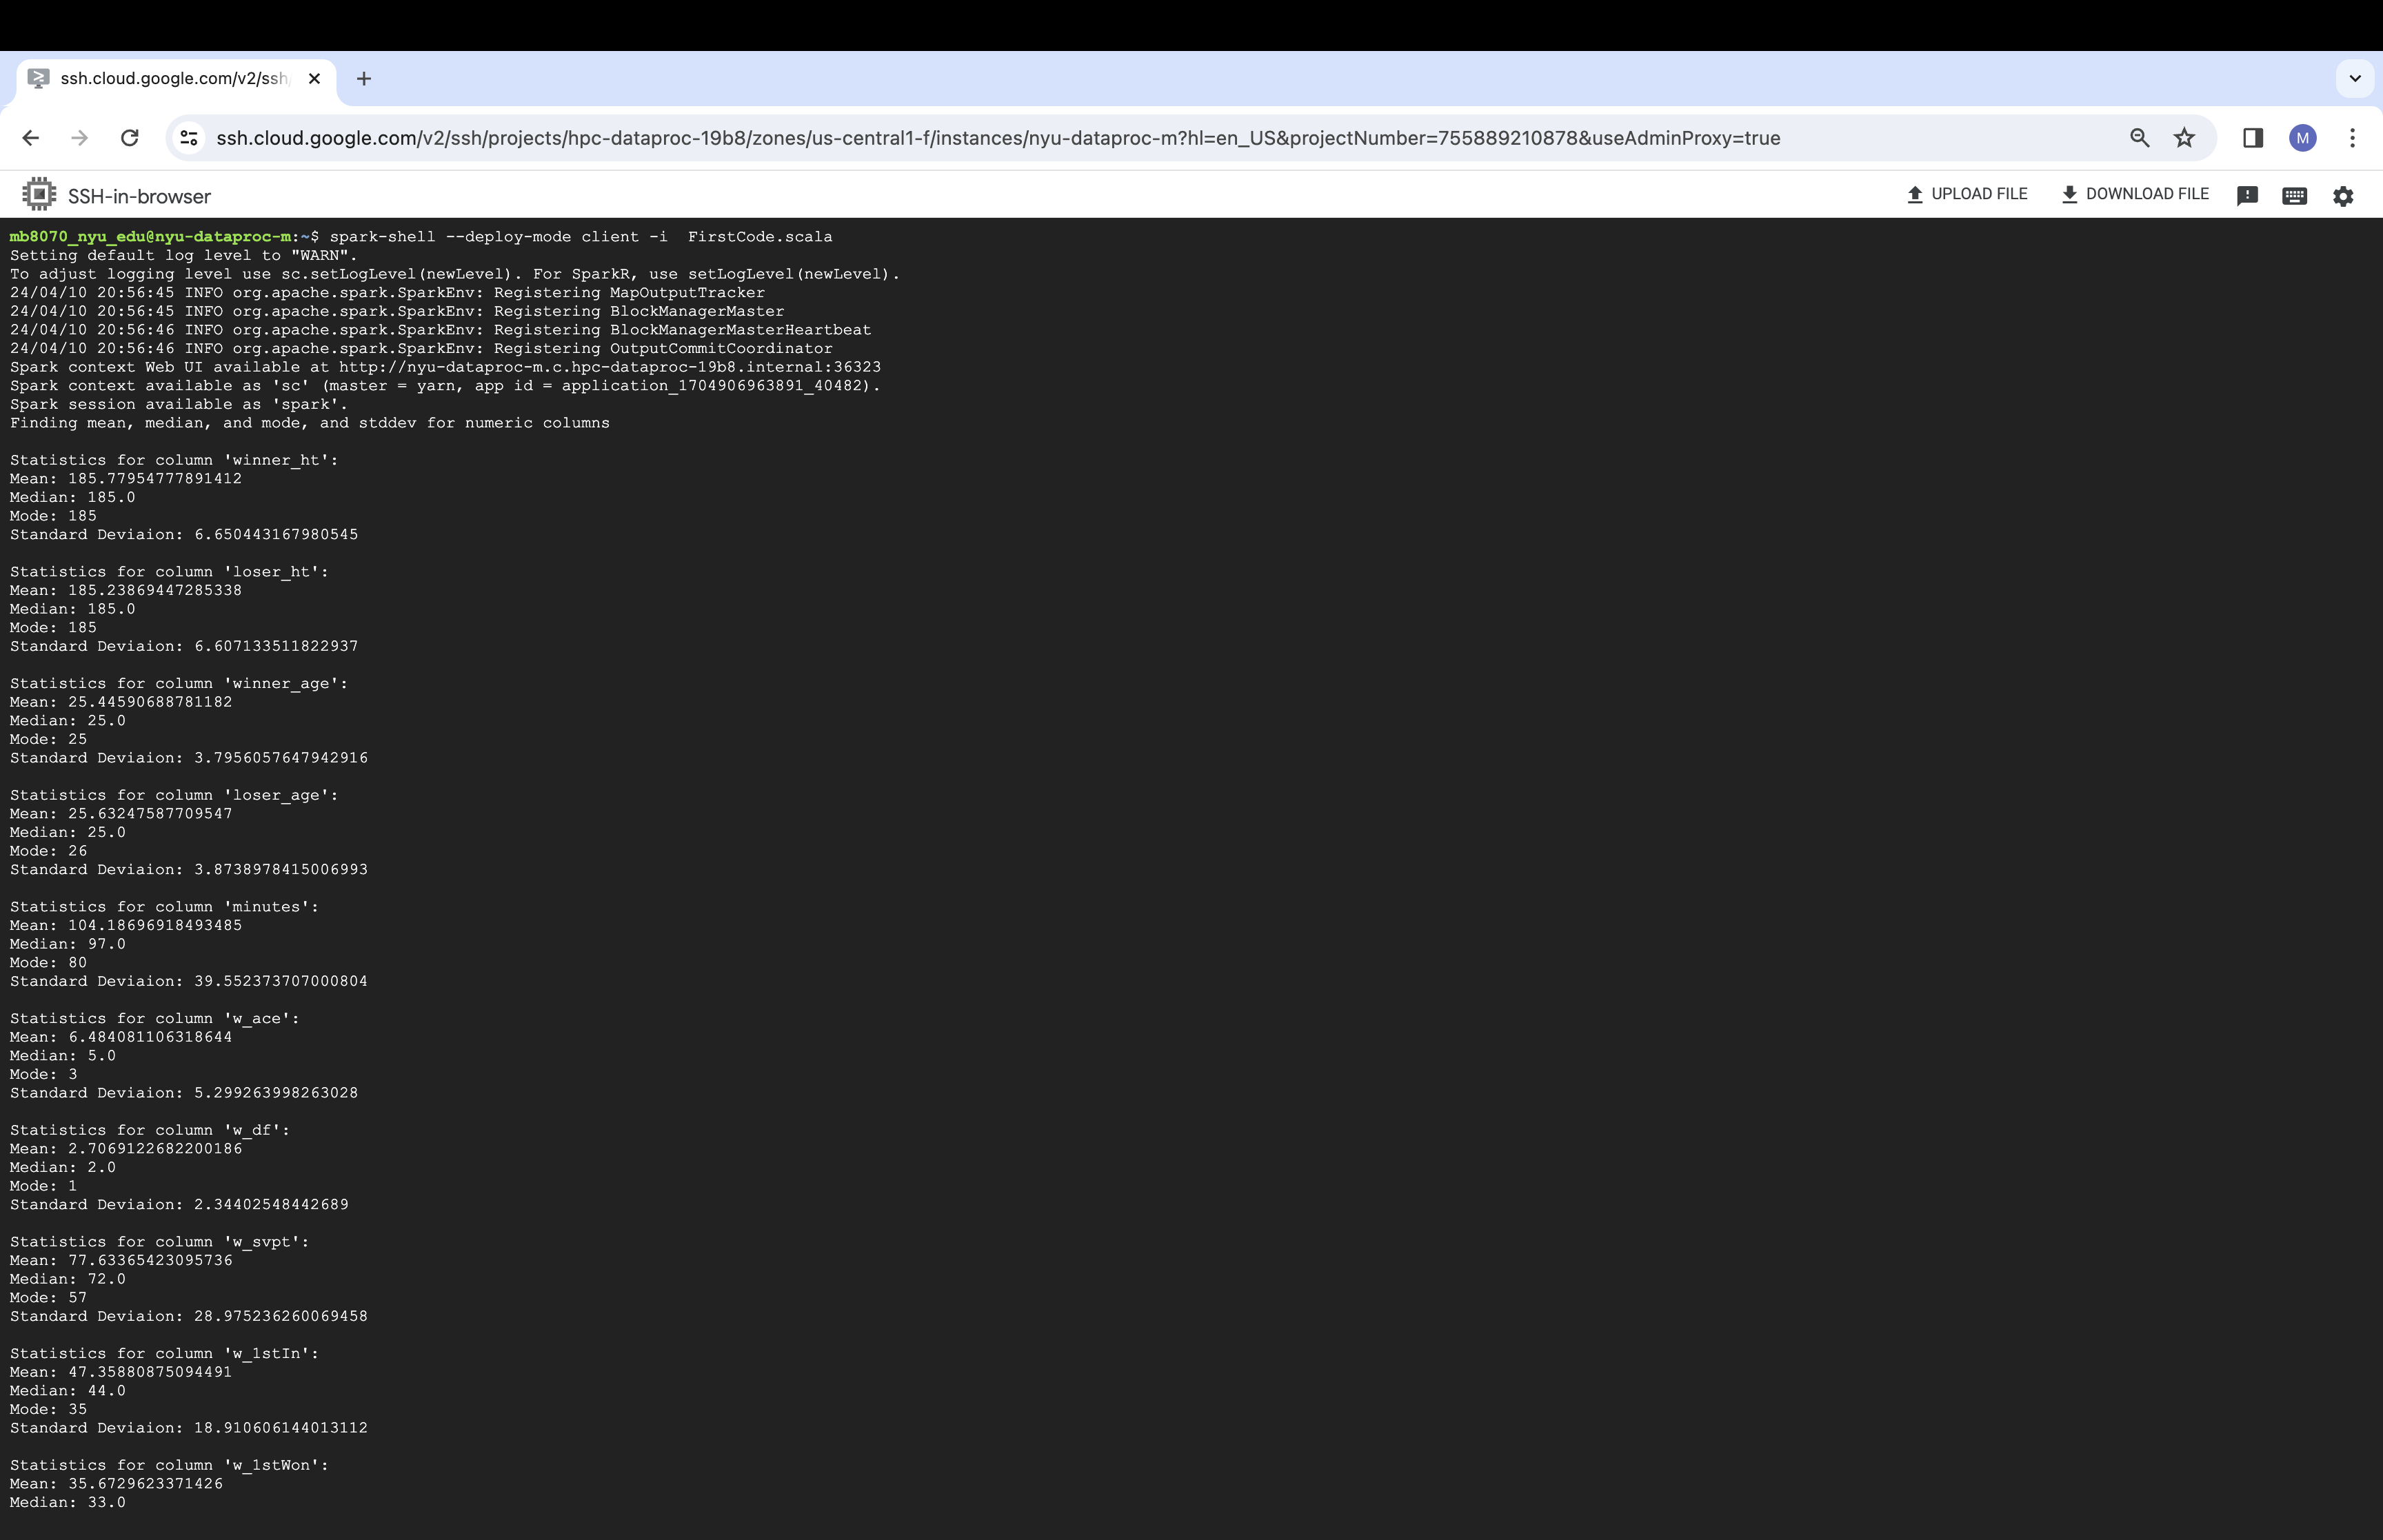 ssh.cloud.google.com/v2/ssh
ssh.cloud.google.com/v2/ssh/projects/hpc-dataproc-19b8/zones/us-central1-f/instances/nyu-dataproc-m?hl=en_US&projectNumber=755889210878&useAdminProxy=true
M
SSH-in-browser
UPLOAD FILE
DOWNLOAD FILE
mb8070_nyu_edu@nyu-dataproc-m:~$ spark-shell --deploy-mode client -i  FirstCode.scala
Setting default log level to "WARN".
To adjust logging level use sc.setLogLevel(newLevel). For SparkR, use setLogLevel(newLevel).
24/04/10 20:56:45 INFO org.apache.spark.SparkEnv: Registering MapOutputTracker
24/04/10 20:56:45 INFO org.apache.spark.SparkEnv: Registering BlockManagerMaster
24/04/10 20:56:46 INFO org.apache.spark.SparkEnv: Registering BlockManagerMasterHeartbeat
24/04/10 20:56:46 INFO org.apache.spark.SparkEnv: Registering OutputCommitCoordinator
Spark context Web UI available at http://nyu-dataproc-m.c.hpc-dataproc-19b8.internal:36323
Spark context available as 'sc' (master = yarn, app id = application_1704906963891_40482).
Spark session available as 'spark'.
Finding mean, median, and mode, and stddev for numeric columns
Statistics for column 'winner_ht':
Mean: 185.77954777891412
Median: 185.0
Mode: 185
Standard Deviaion: 6.650443167980545
Statistics for column 'loser_ht':
Mean: 185.23869447285338
Median: 185.0
Mode: 185
Standard Deviaion: 6.607133511822937
Statistics for column 'winner_age':
Mean: 25.44590688781182
Median: 25.0
Mode: 25
Standard Deviaion: 3.7956057647942916
Statistics for column 'loser_age':
Mean: 25.63247587709547
Median: 25.0
Mode: 26
Standard Deviaion: 3.8738978415006993
Statistics for column 'minutes':
Mean: 104.18696918493485
Median: 97.0
Mode: 80
Standard Deviaion: 39.552373707000804
Statistics for column 'w_ace':
Mean: 6.484081106318644
Median: 5.0
Mode: 3
Standard Deviaion: 5.299263998263028
Statistics for column 'w_df':
Mean: 2.7069122682200186
Median: 2.0
Mode: 1
Standard Deviaion: 2.34402548442689
Statistics for column 'w_svpt':
Mean: 77.63365423095736
Median: 72.0
Mode: 57
Standard Deviaion: 28.975236260069458
Statistics for column 'w_1stIn':
Mean: 47.35880875094491
Median: 44.0
Mode: 35
Standard Deviaion: 18.910606144013112
Statistics for column 'w_1stWon':
Mean: 35.6729623371426
Median: 33.0